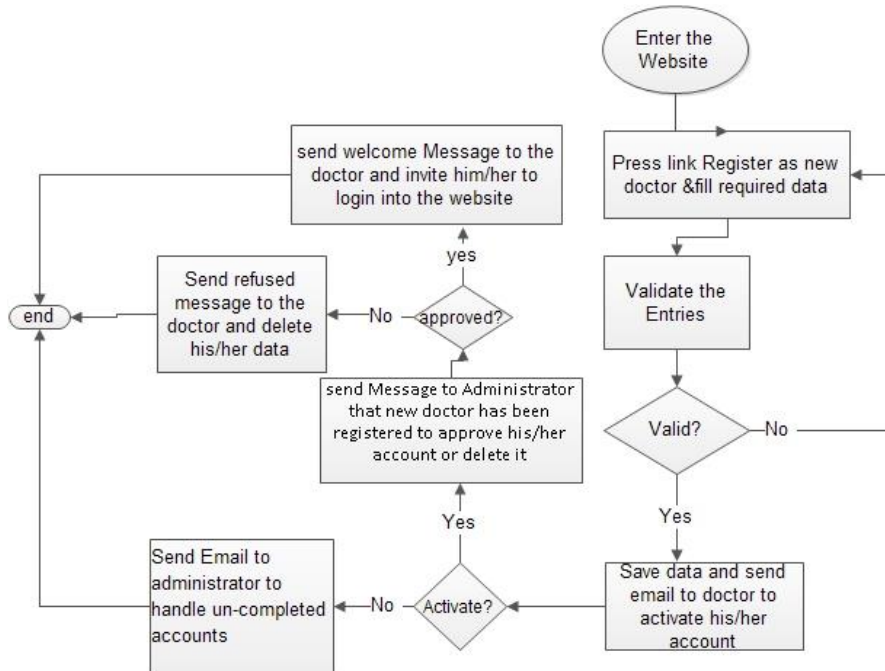 Enter the
Website
Press link Register as new
doctor &fill required data
Validate the
Entries
Valid?
No
Yes
Save data and send
email to doctor to
activate his/her
account
Activate?
No
Send Email to
administrator to
handle un-completed
accounts
Yes
send Message to Administrator
that new doctor has been
registered to approve his/her
account or delete it
approved?
No
Send refused
message to the
doctor and delete
his/her data
yes
send welcome Message to the
doctor and invite him/her to
login into the website
end